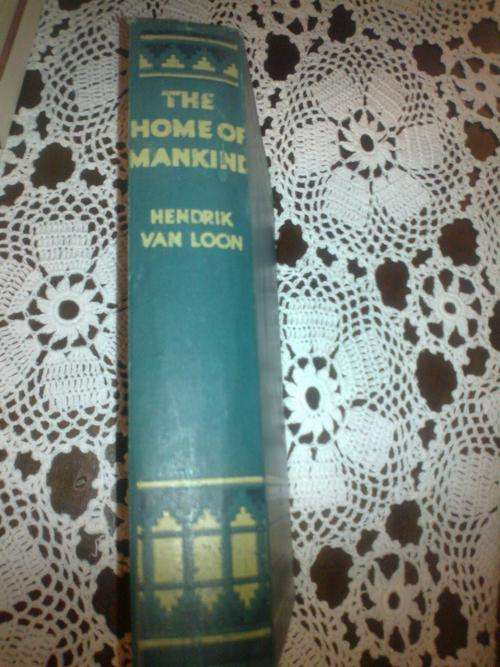 THE
HOME OF
MANKIND
HENDRIK
VAN LOON